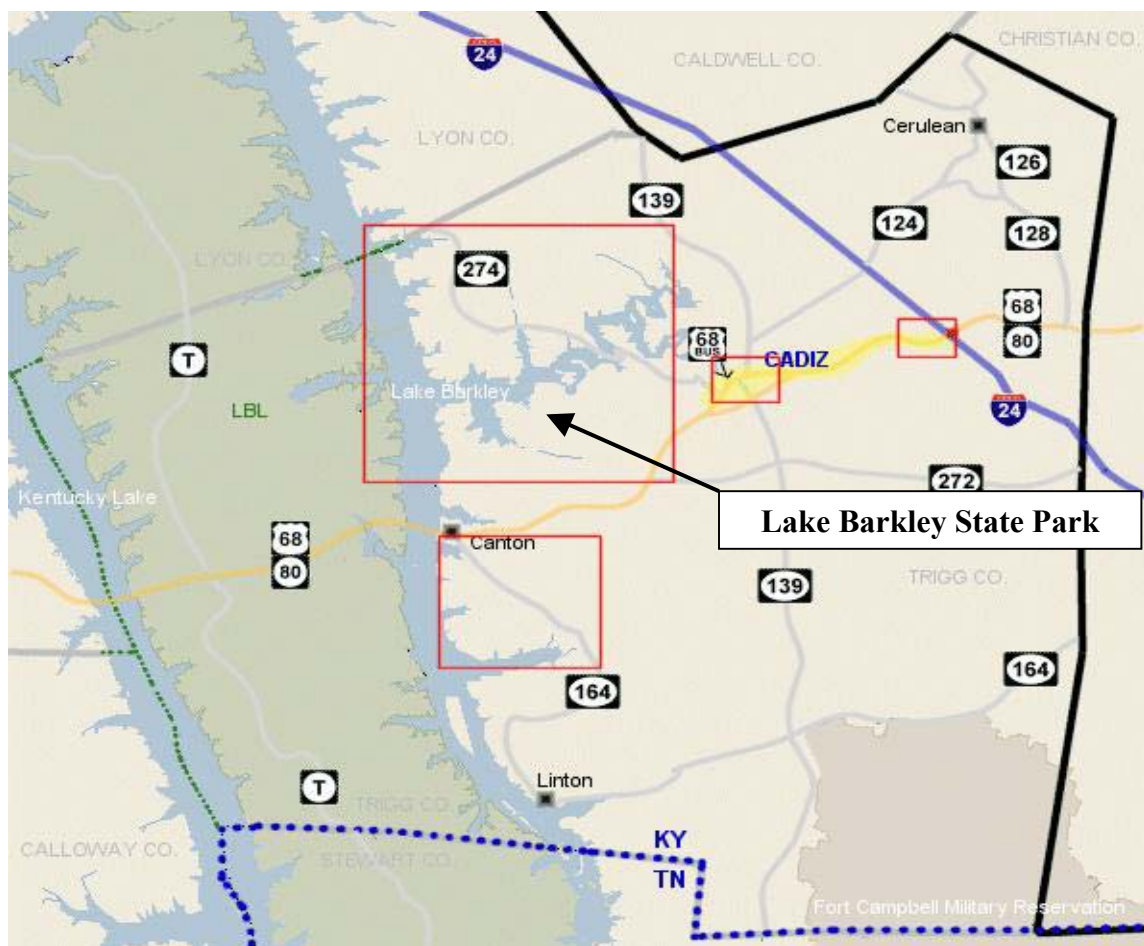 24
CALDWELL CO.
CHRISTIAN CO.
LYON CO.
Cerulean
126
139
124
128
LYON CO.
274
68
80
68
BUS
CADIZ
T
Lake Barkley
LBL
24
Kentucky Lake
272
Lake Barkley State Park
68
80
Canton
139
TRIGG CO.
164
164
Linton
T
TRIGG CO.
CALLOWAY CO.
STEWART CO.
KY
TN
Fort Campbell Military Reservation